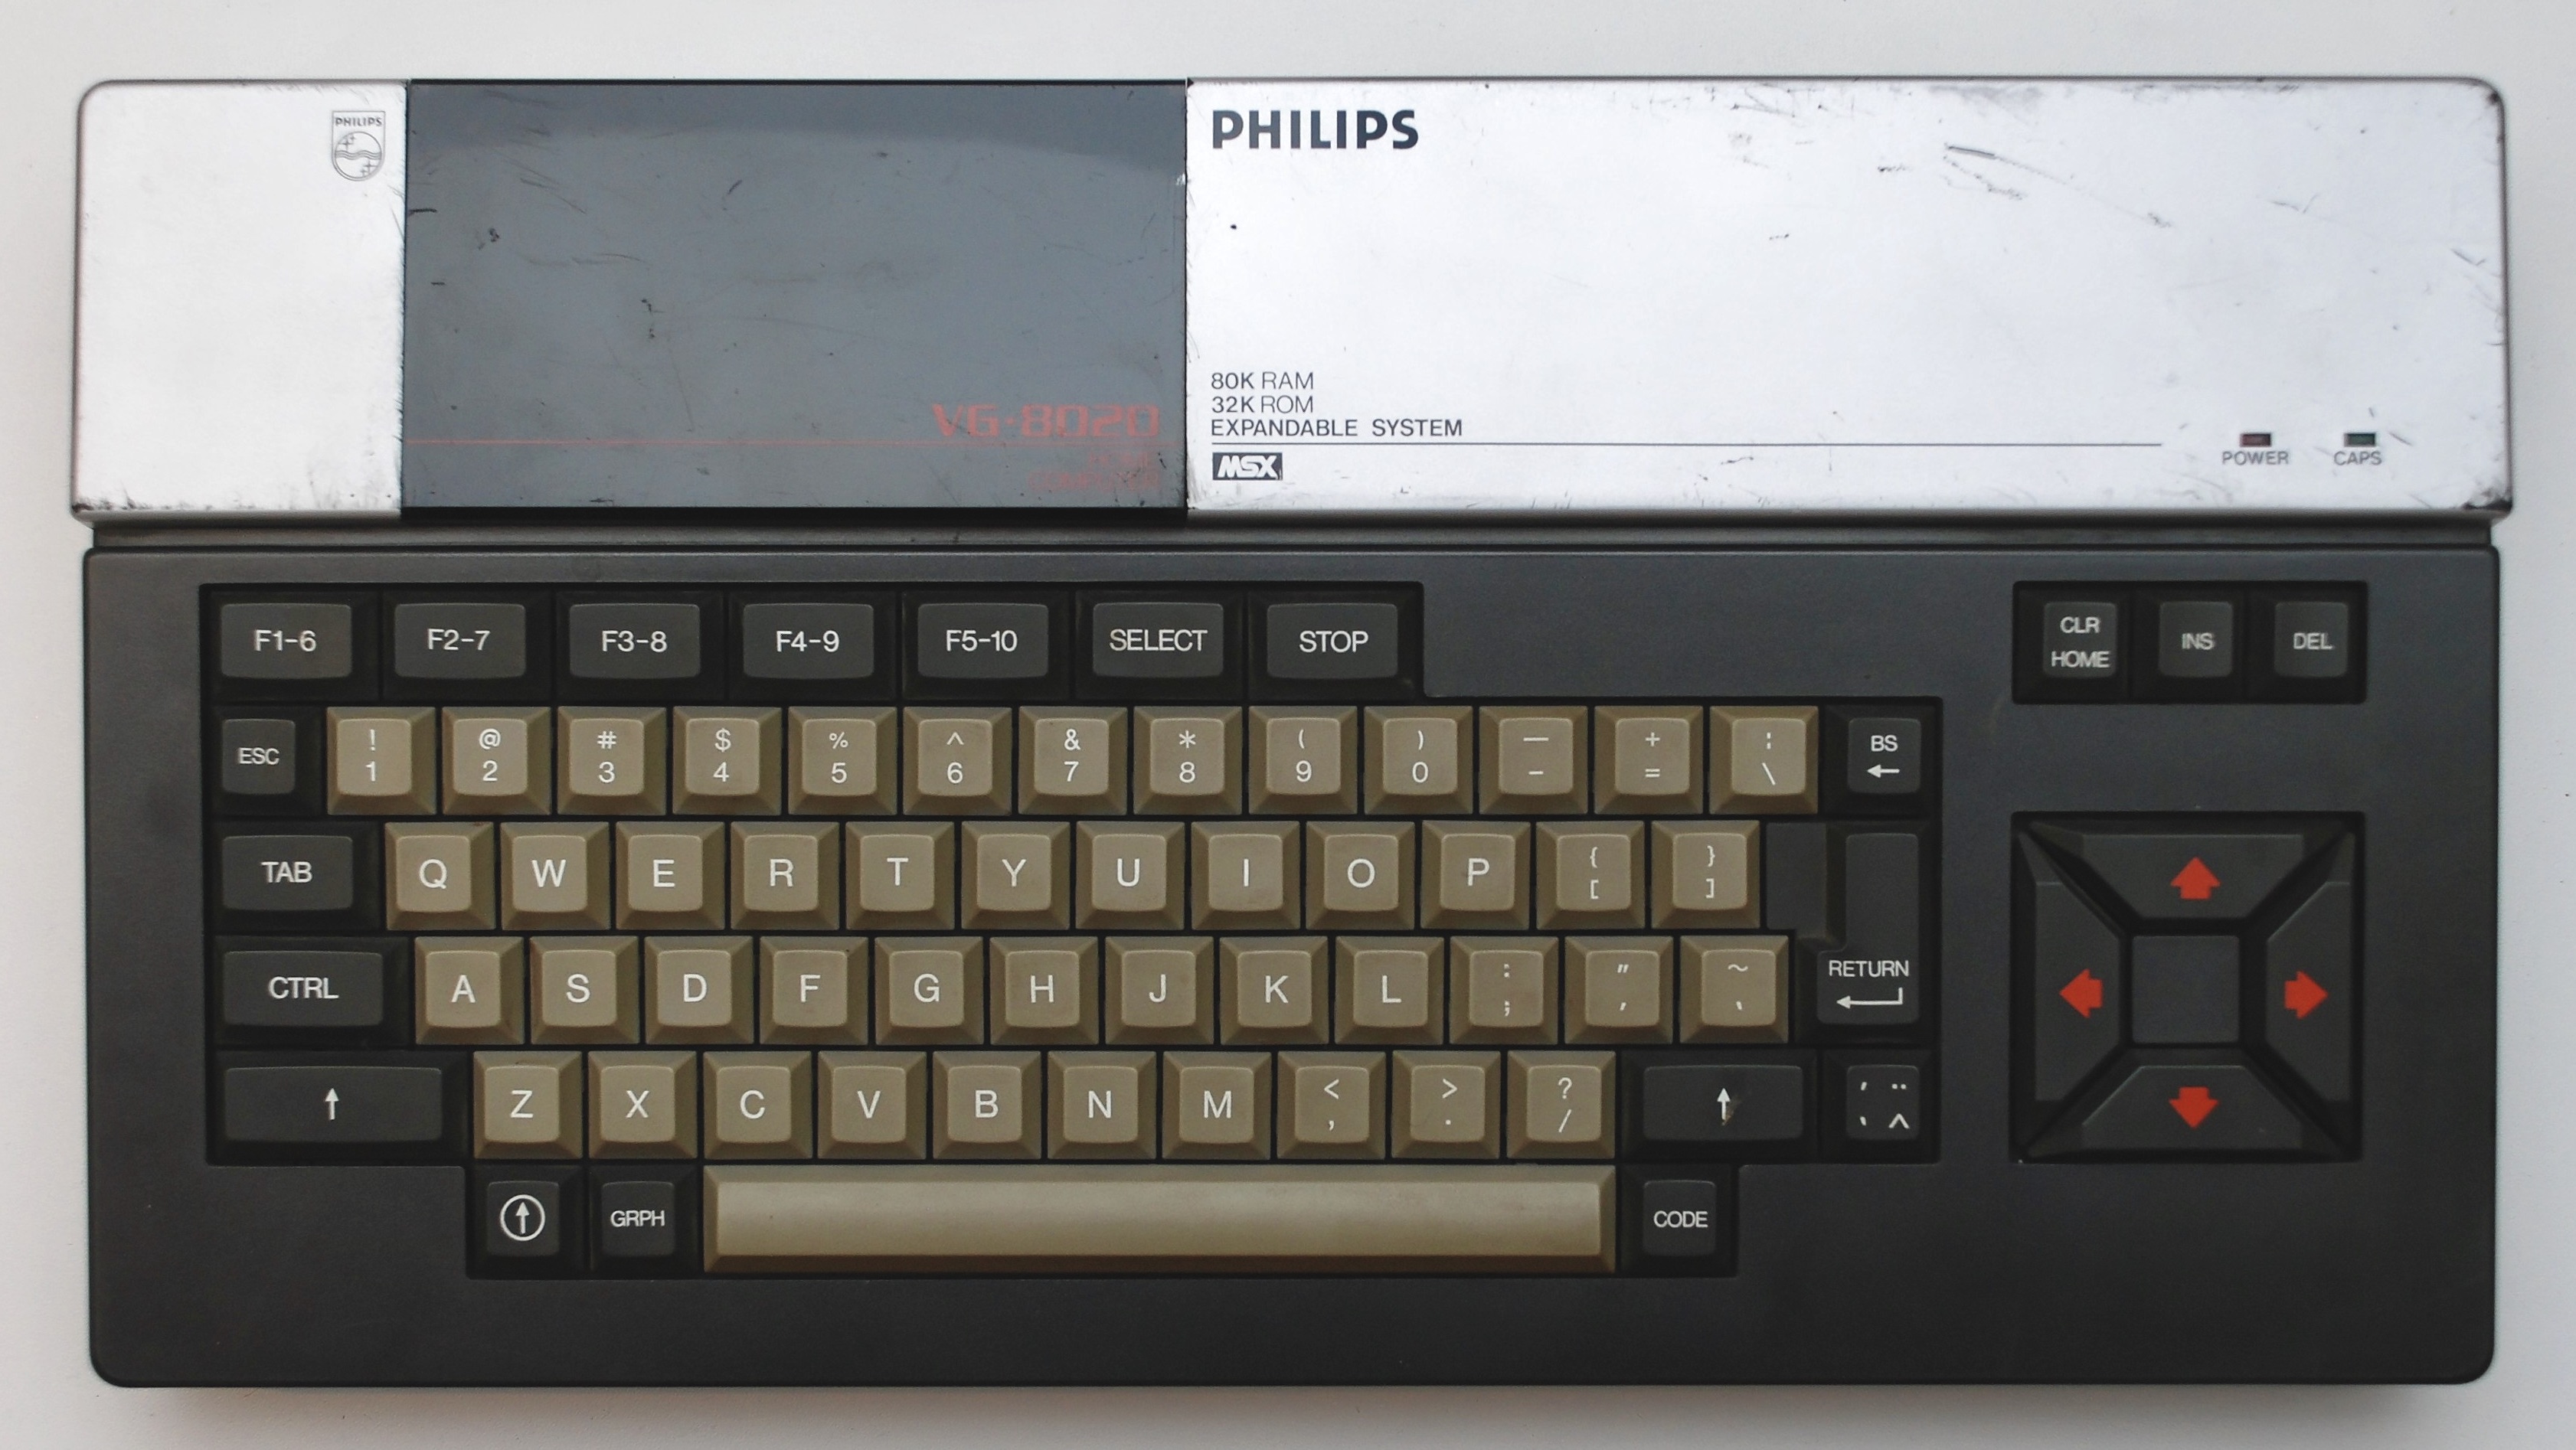 PHILIPS
PHILIPS
80K RAM
32K ROM
EXPANDABLE SYSTEM
VG-8020
COMPUTER
MSX
POWER CAPS
F1-6 F2-7 F3-8 F4-9 F5-10 SELECT STOP CLR HOME INS DEL
ESC ! 1 @ 2 # 3 $ 4 % 5 ^ 6 & 7 * 8 ( 9 ) 0 — - + = : \ BS ←
TAB Q W E R T Y U I O P { [ } ]
CTRL A S D F G H J K L : ; " ' ~ ` RETURN
↑ Z X C V B N M < , > . ? / ↑ ´ ¨ ` ^
↑ GRPH CODE